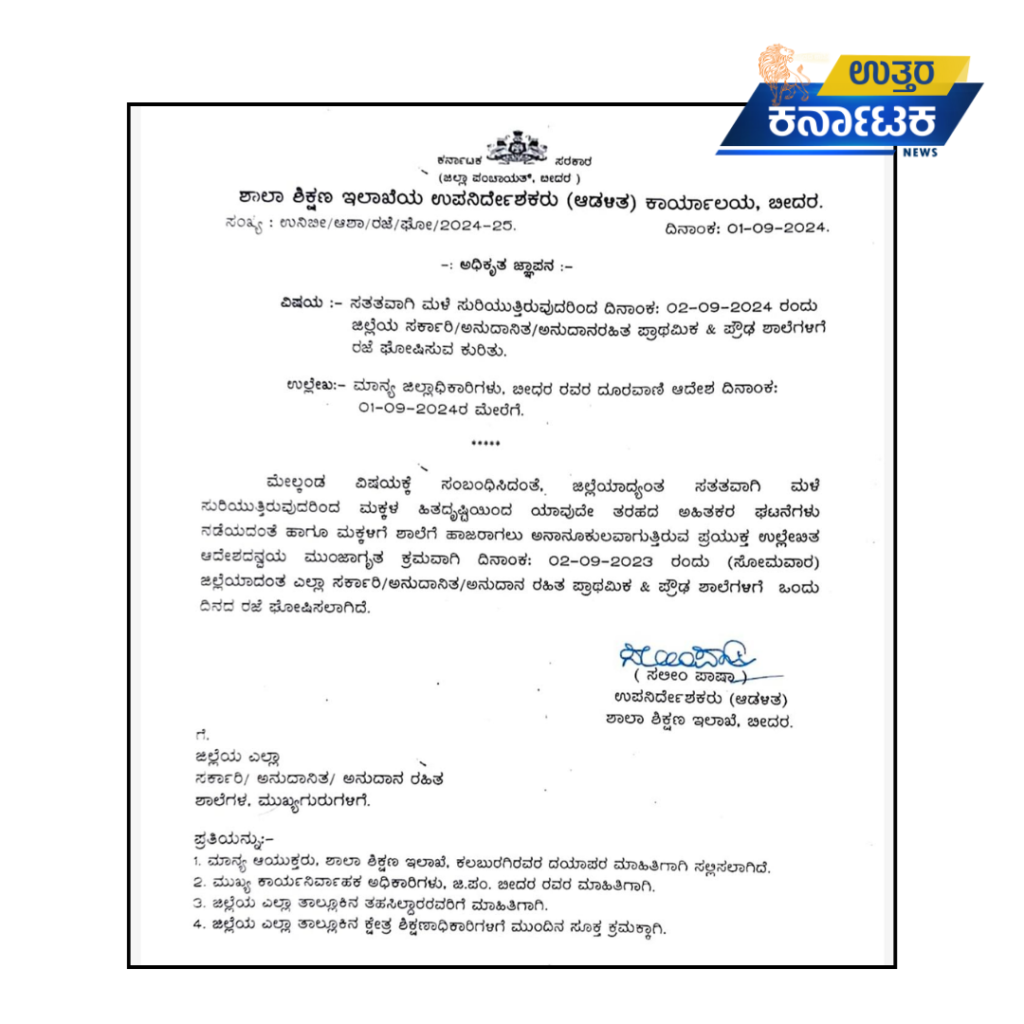 ಉತ್ತರ
ಕರ್ನಾಟಕ
NEWS
ಕರ್ನಾಟಕ ಸರಕಾರ
(ಜಿಲ್ಲಾ ಪಂಚಾಯತ್, ಬೀದರ )
ಶಾಲಾ ಶಿಕ್ಷಣ ಇಲಾಖೆಯ ಉಪನಿರ್ದೇಶಕರು (ಆಡಳಿತ) ಕಾರ್ಯಾಲಯ, ಬೀದರ.
ಸಂಖ್ಯೆ : ಉನಿಬೀ/ಆಶಾ/ರಜೆ/ಘೋ/2024-25. ದಿನಾಂಕ: 01-09-2024.
-: ಅಧಿಕೃತ ಜ್ಞಾಪನ :-
ವಿಷಯ :- ಸತತವಾಗಿ ಮಳೆ ಸುರಿಯುತ್ತಿರುವುದರಿಂದ ದಿನಾಂಕ: 02-09-2024 ರಂದು
ಜಿಲ್ಲೆಯ ಸರ್ಕಾರಿ/ಅನುದಾನಿತ/ಅನುದಾನರಹಿತ ಪ್ರಾಥಮಿಕ & ಪ್ರೌಢ ಶಾಲೆಗಳಿಗೆ
ರಜೆ ಘೋಷಿಸುವ ಕುರಿತು.
ಉಲ್ಲೇಖ:- ಮಾನ್ಯ ಜಿಲ್ಲಾಧಿಕಾರಿಗಳು, ಬೀದರ ರವರ ದೂರವಾಣಿ ಆದೇಶ ದಿನಾಂಕ:
01-09-2024ರ ಮೇರೆಗೆ.
*****
ಮೇಲ್ಕಂಡ ವಿಷಯಕ್ಕೆ ಸಂಬಂಧಿಸಿದಂತೆ, ಜಿಲ್ಲೆಯಾದ್ಯಂತ ಸತತವಾಗಿ ಮಳೆ
ಸುರಿಯುತ್ತಿರುವುದರಿಂದ ಮಕ್ಕಳ ಹಿತದೃಷ್ಟಿಯಿಂದ ಯಾವುದೇ ತರಹದ ಅಹಿತಕರ ಘಟನೆಗಳು
ನಡೆಯದಂತೆ ಹಾಗೂ ಮಕ್ಕಳಿಗೆ ಶಾಲೆಗೆ ಹಾಜರಾಗಲು ಅನಾನೂಕುಲವಾಗುತ್ತಿರುವ ಪ್ರಯುಕ್ತ ಉಲ್ಲೇಖಿತ
ಆದೇಶದನ್ವಯ ಮುಂಜಾಗೃತ ಕ್ರಮವಾಗಿ ದಿನಾಂಕ: 02-09-2023 ರಂದು (ಸೋಮವಾರ)
ಜಿಲ್ಲೆಯಾದಂತ ಎಲ್ಲಾ ಸರ್ಕಾರಿ/ಅನುದಾನಿತ/ಅನುದಾನ ರಹಿತ ಪ್ರಾಥಮಿಕ & ಪ್ರೌಢ ಶಾಲೆಗಳಿಗೆ ಒಂದು
ದಿನದ ರಜೆ ಘೋಷಿಸಲಾಗಿದೆ.
( ಸಲೀಂ ಪಾಷಾ )
ಉಪನಿರ್ದೇಶಕರು (ಆಡಳಿತ)
ಶಾಲಾ ಶಿಕ್ಷಣ ಇಲಾಖೆ, ಬೀದರ.
ಗೆ,
ಜಿಲ್ಲೆಯ ಎಲ್ಲಾ
ಸರ್ಕಾರಿ/ ಅನುದಾನಿತ/ ಅನುದಾನ ರಹಿತ
ಶಾಲೆಗಳ, ಮುಖ್ಯಗುರುಗಳಿಗೆ.
ಪ್ರತಿಯನ್ನು:-
1. ಮಾನ್ಯ ಆಯುಕ್ತರು, ಶಾಲಾ ಶಿಕ್ಷಣ ಇಲಾಖೆ, ಕಲಬುರಗಿರವರ ದಯಾಪರ ಮಾಹಿತಿಗಾಗಿ ಸಲ್ಲಿಸಲಾಗಿದೆ.
2. ಮುಖ್ಯ ಕಾರ್ಯನಿರ್ವಾಹಕ ಅಧಿಕಾರಿಗಳು, ಜಿ.ಪಂ. ಬೀದರ ರವರ ಮಾಹಿತಿಗಾಗಿ.
3. ಜಿಲ್ಲೆಯ ಎಲ್ಲಾ ತಾಲ್ಲೂಕಿನ ತಹಸಿಲ್ದಾರರವರಿಗೆ ಮಾಹಿತಿಗಾಗಿ.
4. ಜಿಲ್ಲೆಯ ಎಲ್ಲಾ ತಾಲ್ಲೂಕಿನ ಕ್ಷೇತ್ರ ಶಿಕ್ಷಣಾಧಿಕಾರಿಗಳಿಗೆ ಮುಂದಿನ ಸೂಕ್ತ ಕ್ರಮಕ್ಕಾಗಿ.